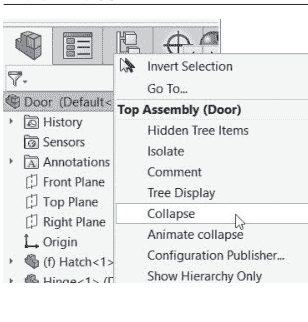 Door (Default<
History
Sensors
Annotations
Front Plane
Top Plane
Right Plane
Origin
(f) Hatch<1>
Hinge<1>
Invert Selection
Go To...
Top Assembly (Door)
Hidden Tree Items
Isolate
Comment
Tree Display
Collapse
Animate collapse
Configuration Publisher...
Show Hierarchy Only